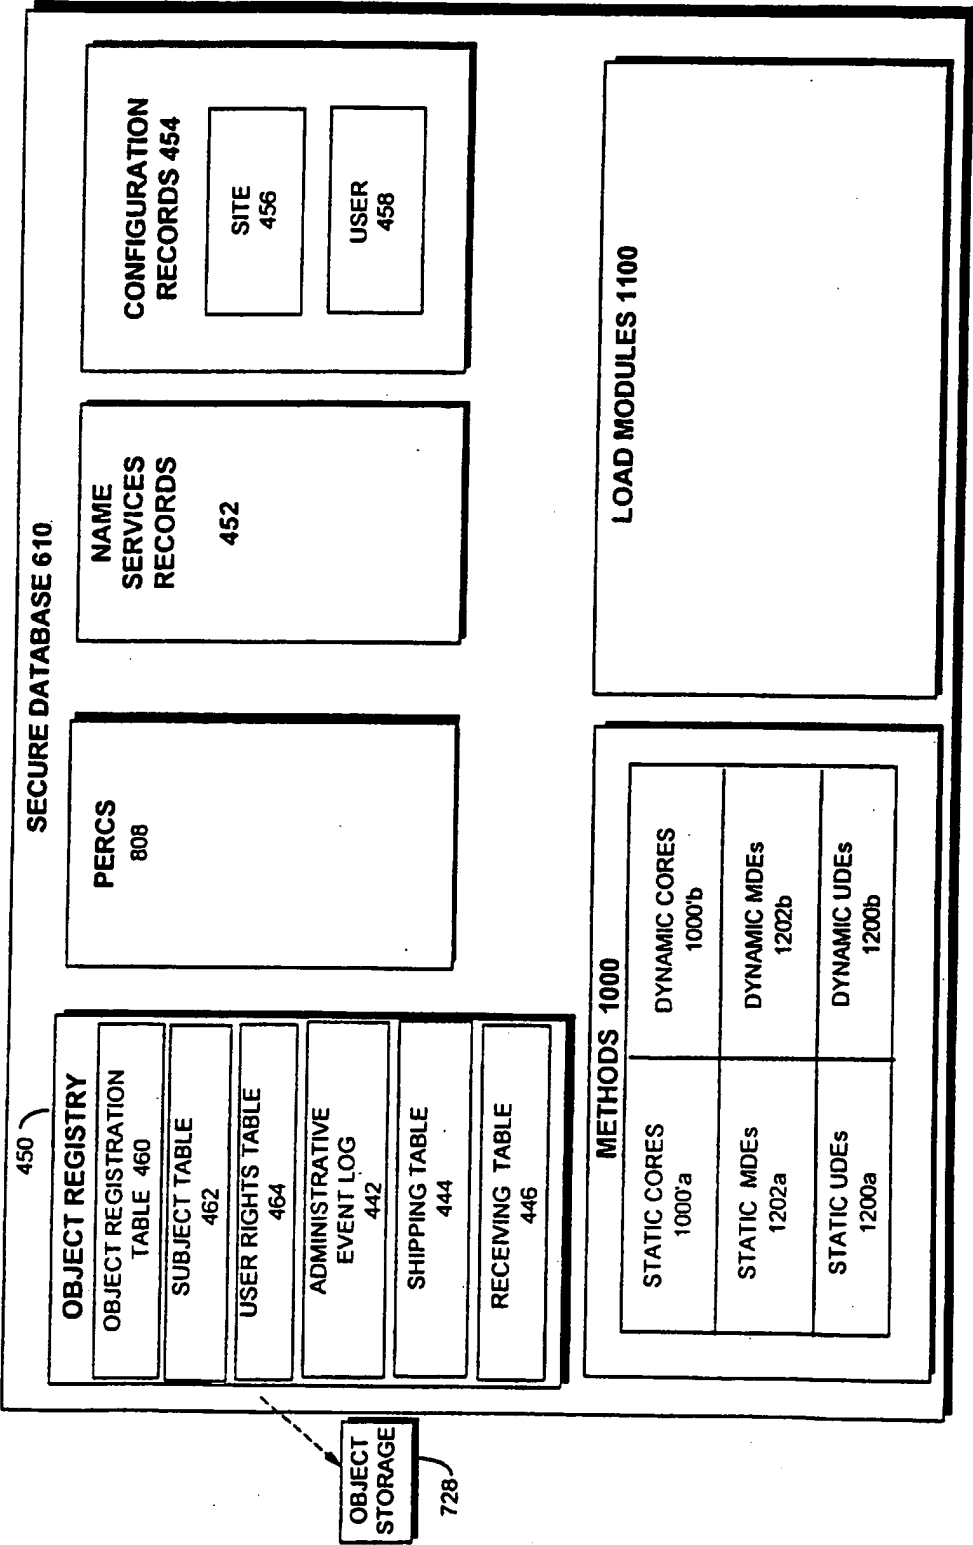 SECURE DATABASE 610
450
OBJECT REGISTRY
OBJECT REGISTRATION
TABLE 460
SUBJECT TABLE
462
USER RIGHTS TABLE
464
ADMINISTRATIVE
EVENT LOG
442
SHIPPING TABLE
444
RECEIVING TABLE
446
PERCS
808
NAME
SERVICES
RECORDS
452
CONFIGURATION
RECORDS 454
SITE
456
USER
458
OBJECT
STORAGE
728
METHODS 1000
STATIC CORES
1000'a
DYNAMIC CORES
1000'b
STATIC MDEs
1202a
DYNAMIC MDEs
1202b
STATIC UDEs
1200a
DYNAMIC UDEs
1200b
LOAD MODULES 1100